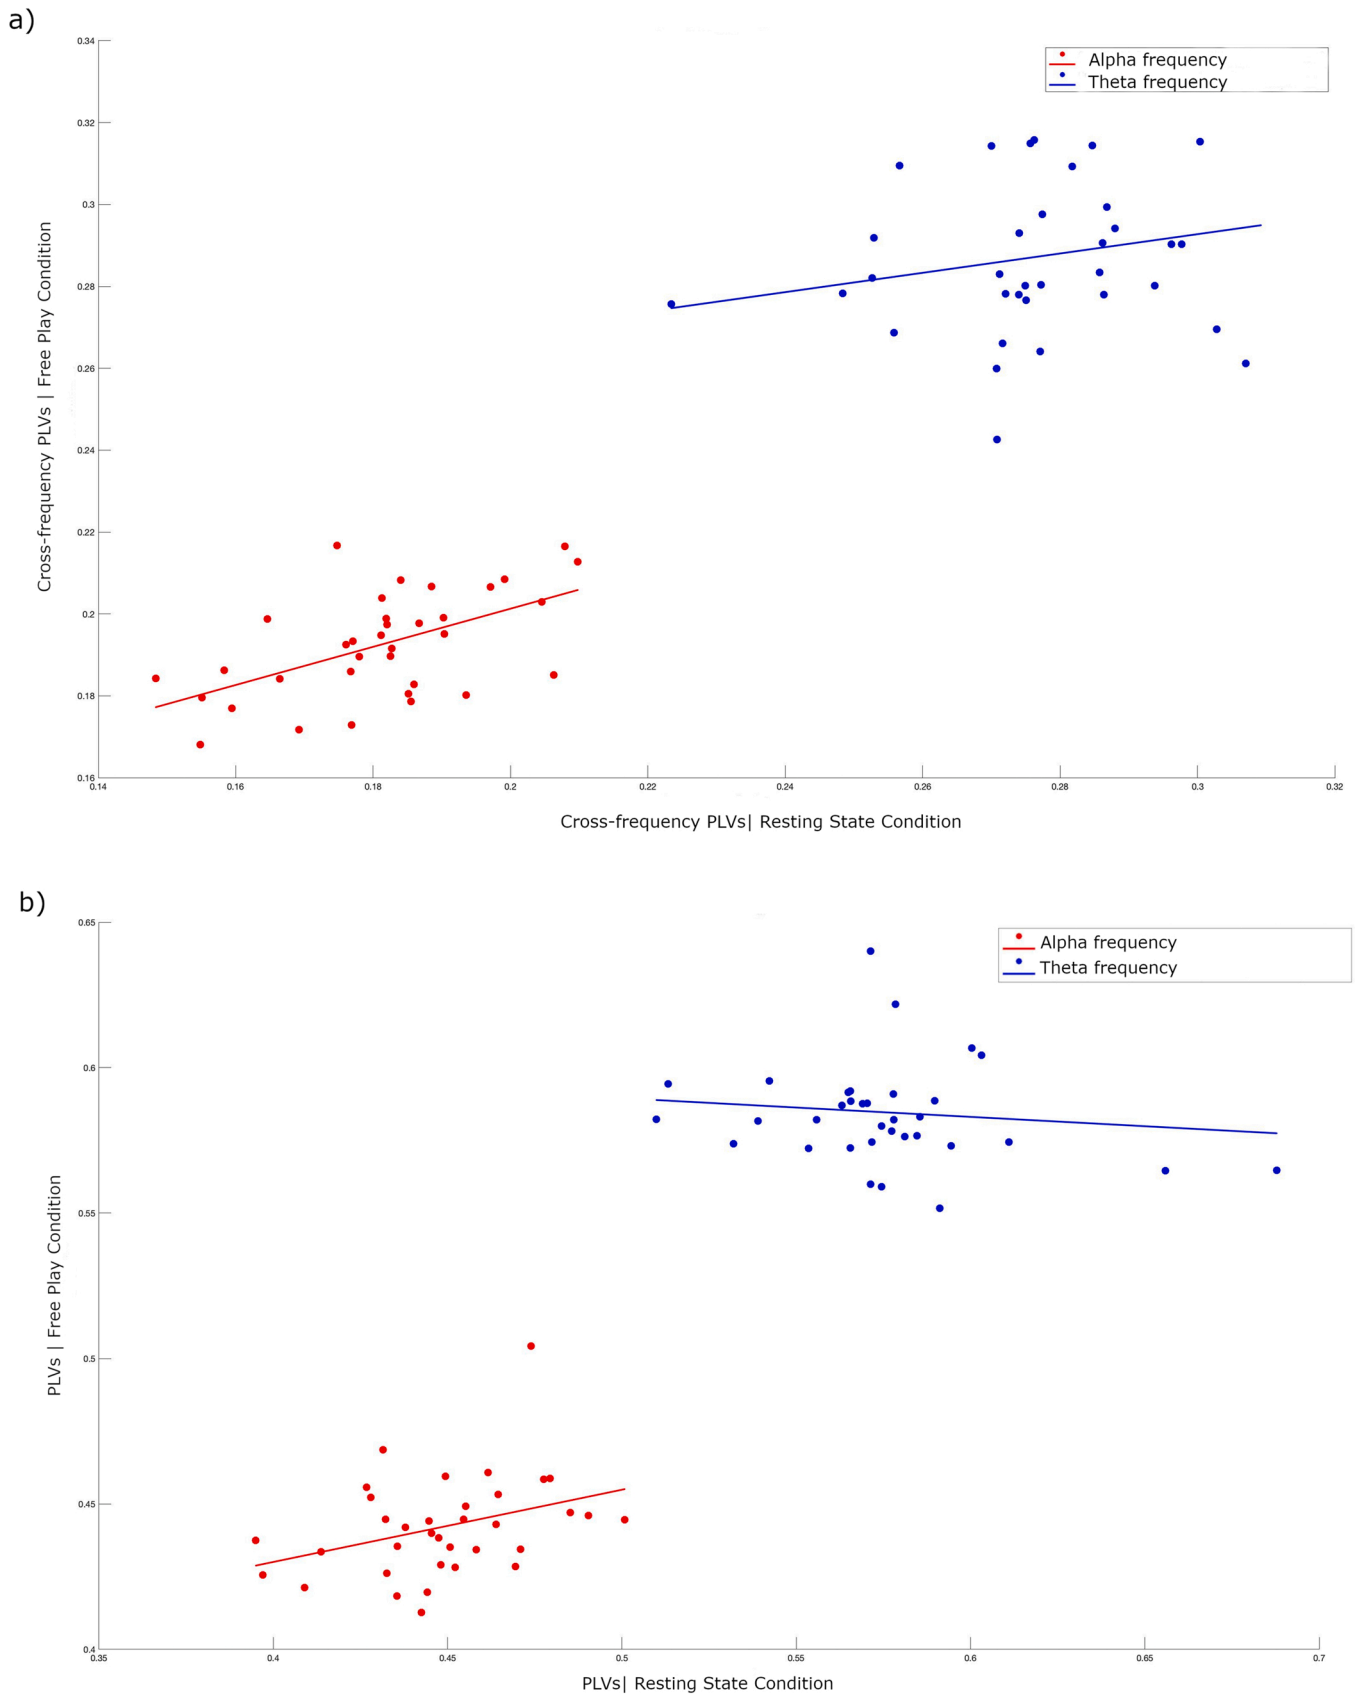 a)
0.34
0.32
0.3
0.28
0.26
0.24
0.22
0.2
0.18
0.16
Cross-frequency PLVs | Free Play Condition
Alpha frequency
Theta frequency
0.14 0.16 0.18 0.2 0.22 0.24 0.26 0.28 0.3 0.32
Cross-frequency PLVs| Resting State Condition
b)
0.65
0.6
0.55
0.5
0.45
0.4
PLVs | Free Play Condition
Alpha frequency
Theta frequency
0.35 0.4 0.45 0.5 0.55 0.6 0.65 0.7
PLVs| Resting State Condition